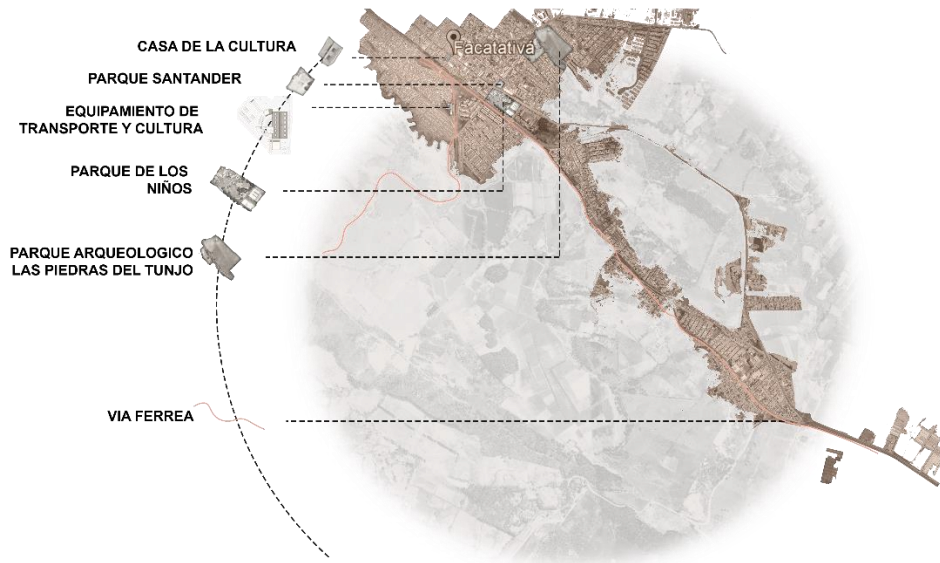 CASA DE LA CULTURA
Facatativá
PARQUE SANTANDER
EQUIPAMIENTO DE
TRANSPORTE Y CULTURA
PARQUE DE LOS
NIÑOS
PARQUE ARQUEOLOGICO
LAS PIEDRAS DEL TUNJO
VIA FERREA